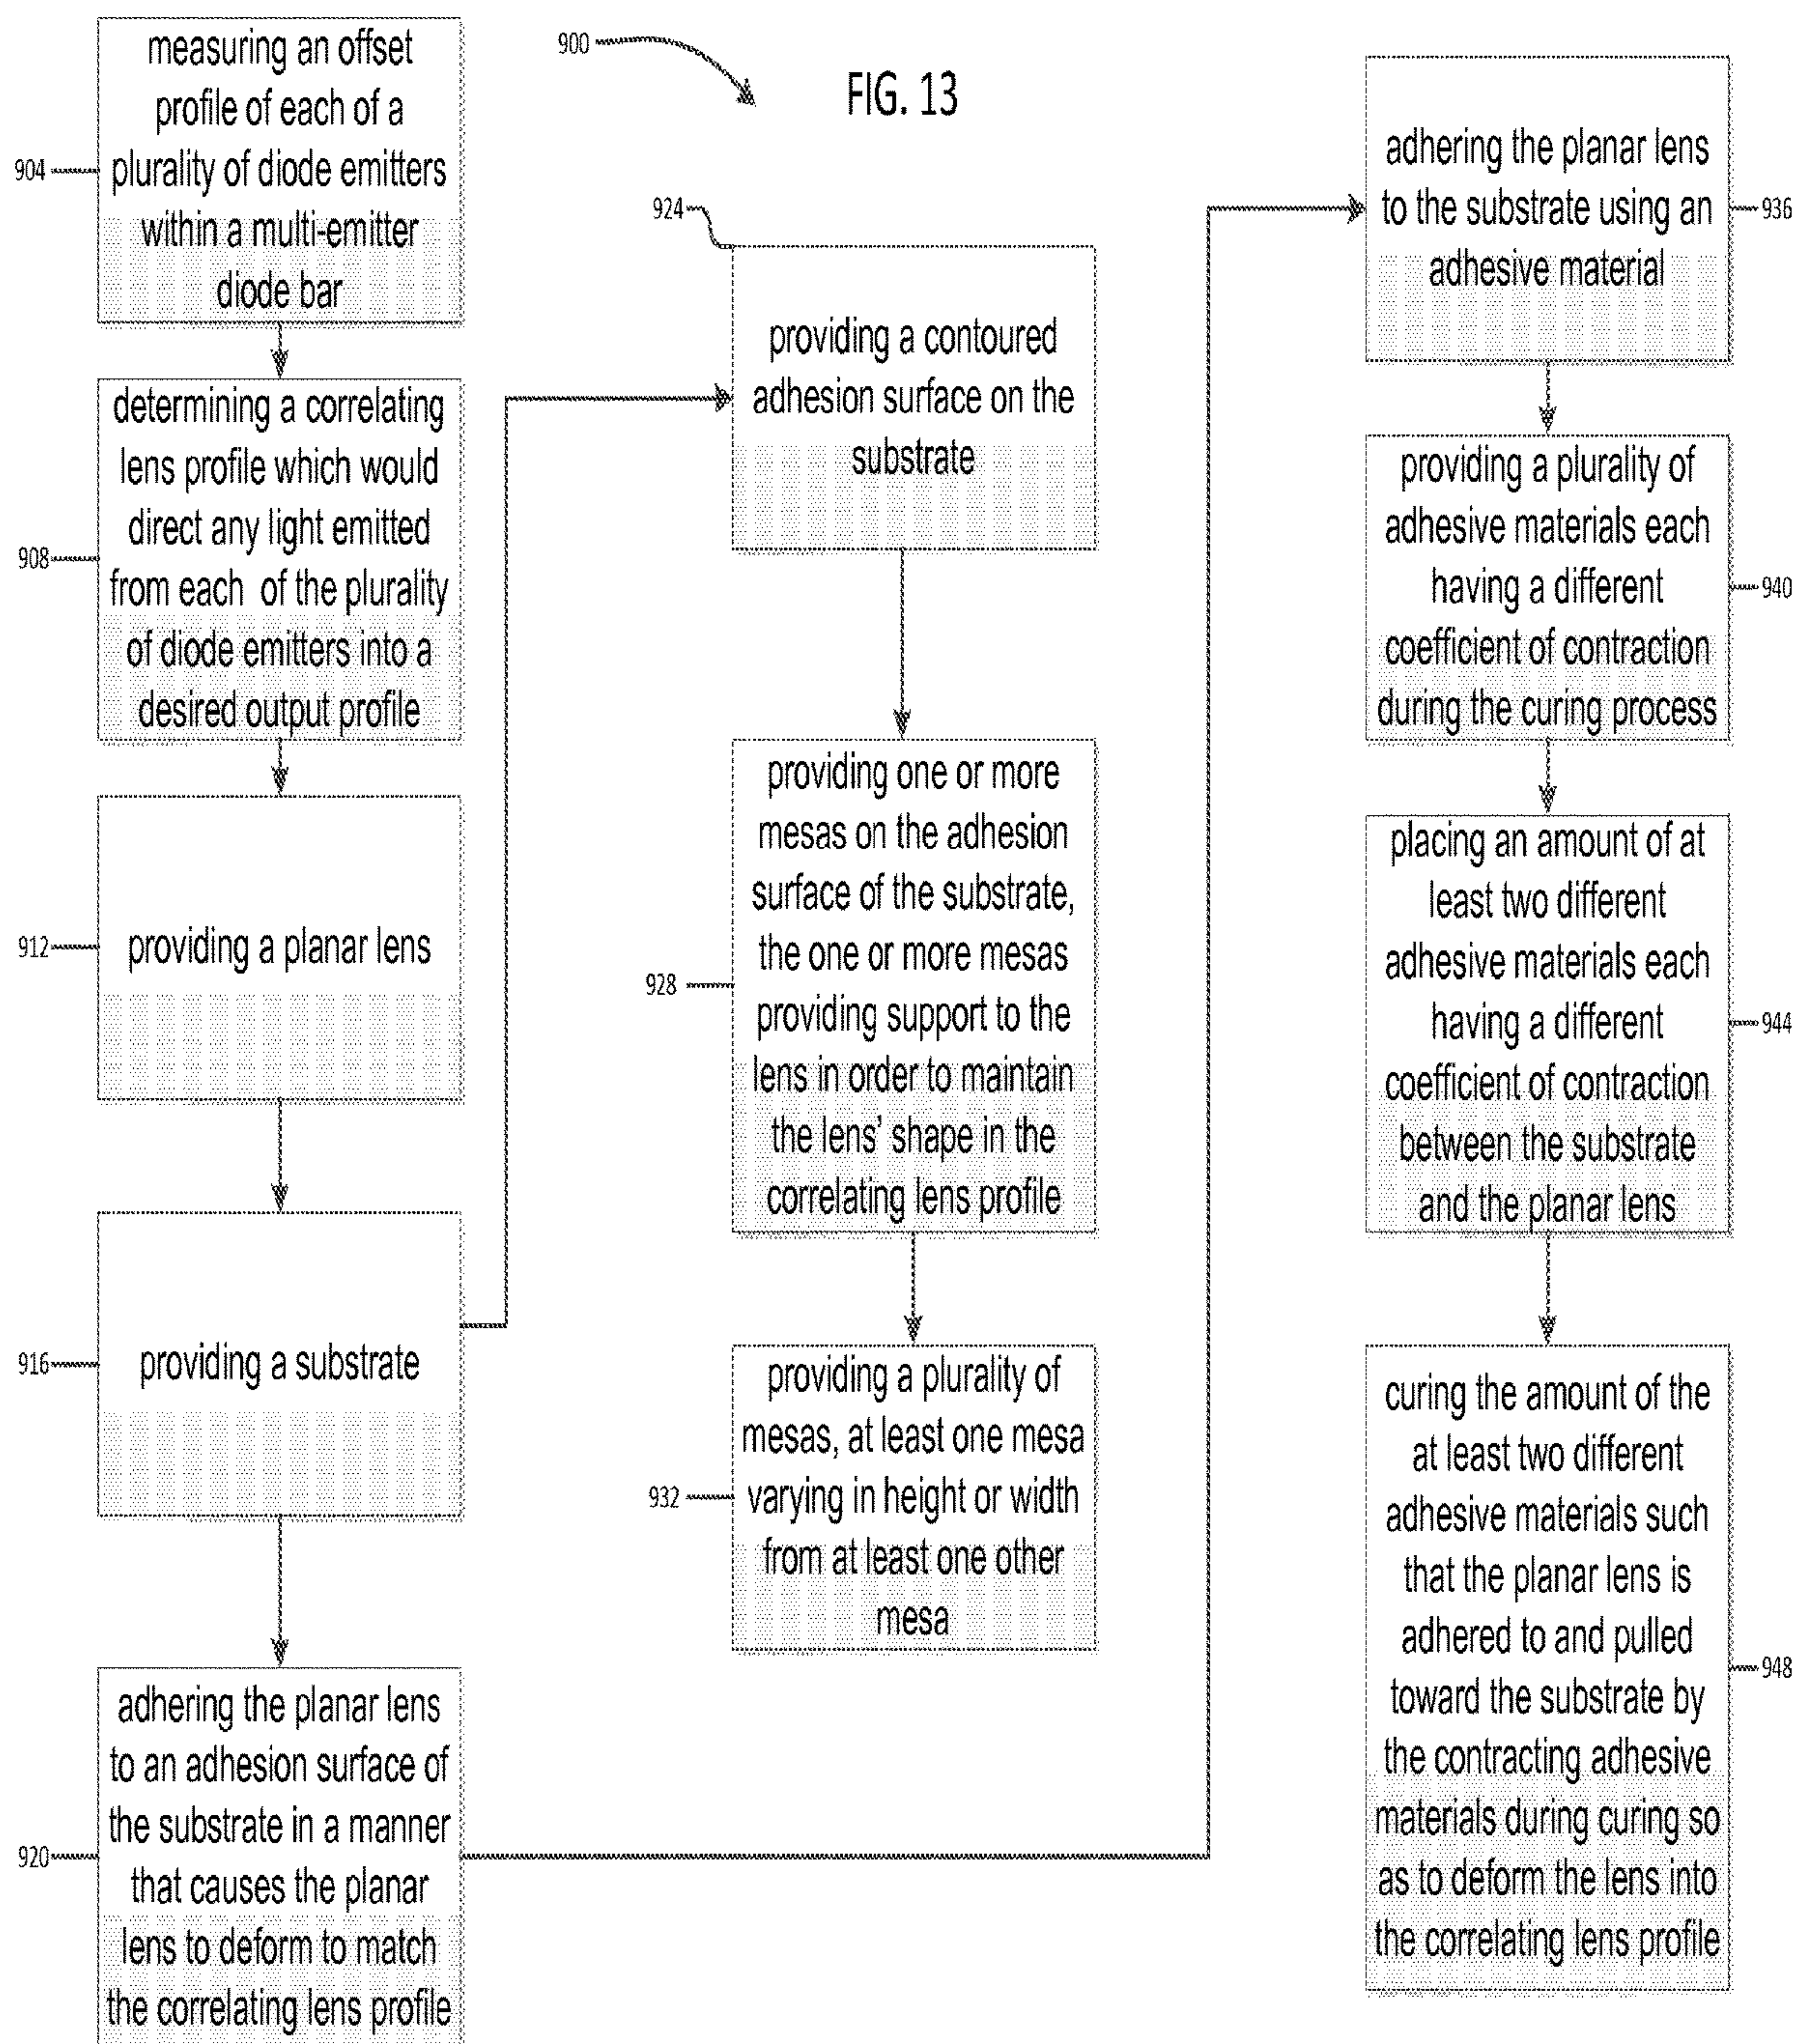 900
FIG. 13
904
measuring an offset
profile of each of a
plurality of diode emitters
within a multi-emitter
diode bar
908
determining a correlating
lens profile which would
direct any light emitted
from each of the plurality
of diode emitters into a
desired output profile
912
providing a planar lens
916
providing a substrate
920
adhering the planar lens
to an adhesion surface of
the substrate in a manner
that causes the planar
lens to deform to match
the correlating lens profile
924
providing a contoured
adhesion surface on the
substrate
928
providing one or more
mesas on the adhesion
surface of the substrate,
the one or more mesas
providing support to the
lens in order to maintain
the lens’ shape in the
correlating lens profile
932
providing a plurality of
mesas, at least one mesa
varying in height or width
from at least one other
mesa
936
adhering the planar lens
to the substrate using an
adhesive material
940
providing a plurality of
adhesive materials each
having a different
coefficient of contraction
during the curing process
944
placing an amount of at
least two different
adhesive materials each
having a different
coefficient of contraction
between the substrate
and the planar lens
948
curing the amount of the
at least two different
adhesive materials such
that the planar lens is
adhered to and pulled
toward the substrate by
the contracting adhesive
materials during curing so
as to deform the lens into
the correlating lens profile